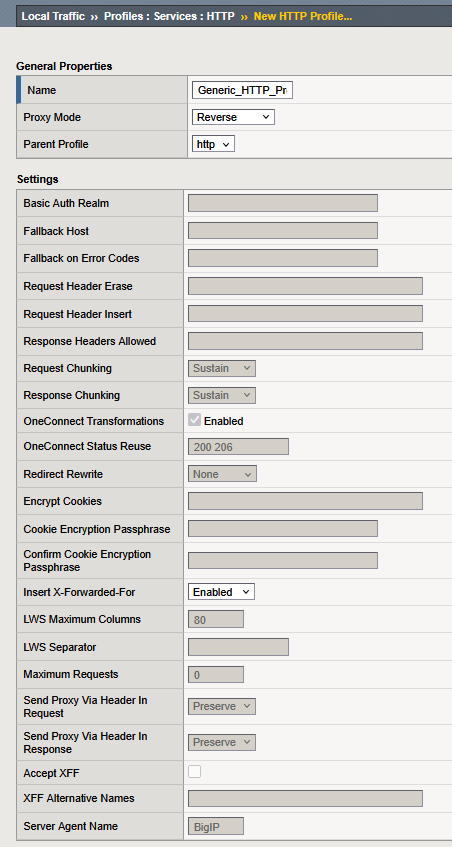 Local Traffic ›› Profiles : Services : HTTP ›› New HTTP Profile...
General Properties
Name Generic_HTTP_Pr
Proxy Mode Reverse
Parent Profile http
Settings
Basic Auth Realm
Fallback Host
Fallback on Error Codes
Request Header Erase
Request Header Insert
Response Headers Allowed
Request Chunking Sustain
Response Chunking Sustain
OneConnect Transformations Enabled
OneConnect Status Reuse 200 206
Redirect Rewrite None
Encrypt Cookies
Cookie Encryption Passphrase
Confirm Cookie Encryption
Passphrase
Insert X-Forwarded-For Enabled
LWS Maximum Columns 80
LWS Separator
Maximum Requests 0
Send Proxy Via Header In
Request Preserve
Send Proxy Via Header In
Response Preserve
Accept XFF
XFF Alternative Names
Server Agent Name BigIP